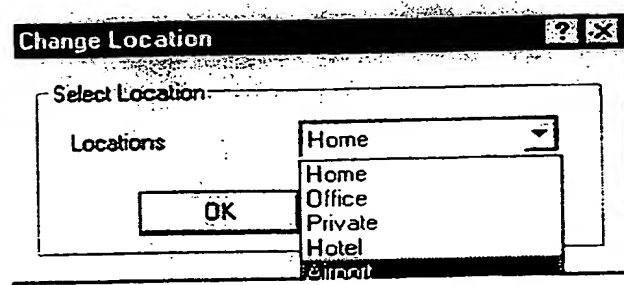 Change Location
Select Location
Locations
Home
Home
Office
OK
Private
Hotel
Airport